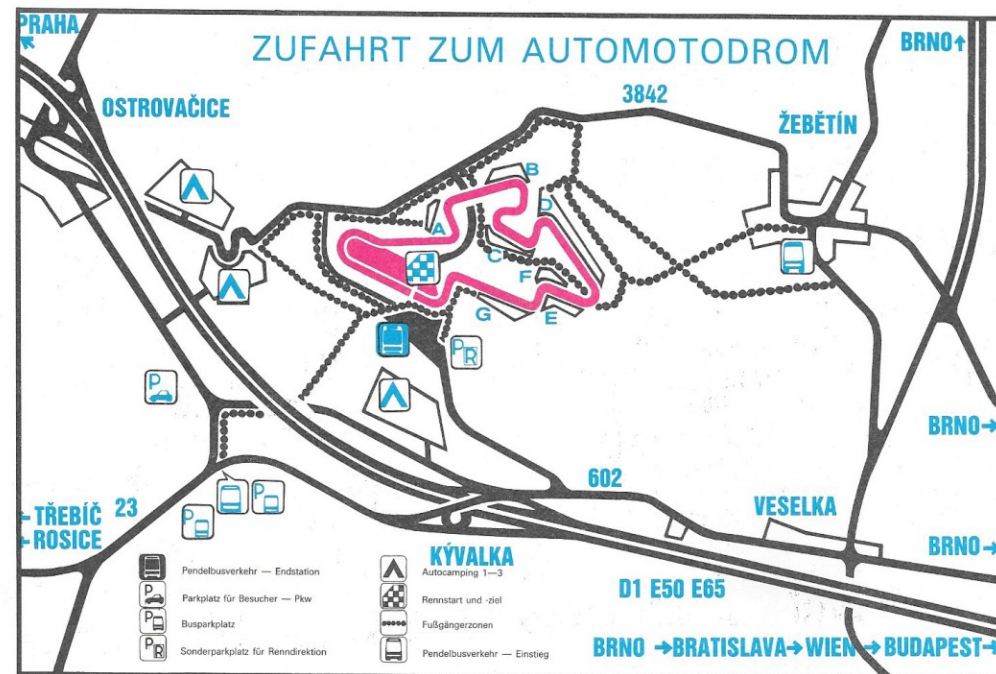 PRAHA
ZUFAHRT ZUM AUTOMOTODROM
BRNO
OSTROVAČICE
3842
ŽEBĚTÍN
B
A
D
C
F
G
E
P
R
P
BRNO
602
VESELKA
TŘEBÍČ 23
ROSICE
P
P
KÝVALKA
BRNO
D1 E50 E65
BRNO → BRATISLAVA → WIEN → BUDAPEST →
Pendelbusverkehr — Endstation
P Parkplatz für Besucher — Pkw
P Busparkplatz
PR Sonderparkplatz für Renndirektion
Autocamping 1—3
Rennstart und -ziel
Fußgängerzonen
Pendelbusverkehr — Einstieg